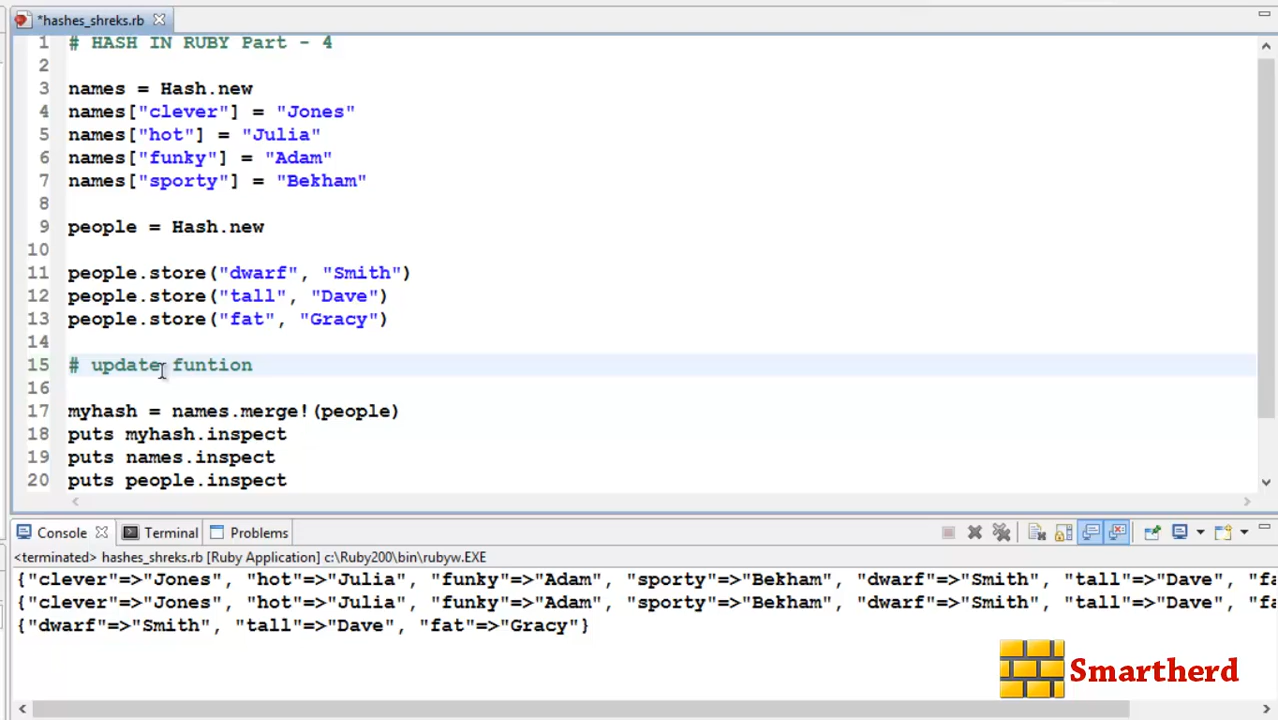 *hashes_shreks.rb
1 # HASH IN RUBY Part - 4
2
3 names = Hash.new
4 names["clever"] = "Jones"
5 names["hot"] = "Julia"
6 names["funky"] = "Adam"
7 names["sporty"] = "Bekham"
8
9 people = Hash.new
10
11 people.store("dwarf", "Smith")
12 people.store("tall", "Dave")
13 people.store("fat", "Gracy")
14
15 # update funtion
16
17 myhash = names.merge!(people)
18 puts myhash.inspect
19 puts names.inspect
20 puts people.inspect
Console Terminal Problems
<terminated> hashes_shreks.rb [Ruby Application] c:\Ruby200\bin\rubyw.EXE
{"clever"=>"Jones", "hot"=>"Julia", "funky"=>"Adam", "sporty"=>"Bekham", "dwarf"=>"Smith", "tall"=>"Dave", "fa
{"clever"=>"Jones", "hot"=>"Julia", "funky"=>"Adam", "sporty"=>"Bekham", "dwarf"=>"Smith", "tall"=>"Dave", "fa
{"dwarf"=>"Smith", "tall"=>"Dave", "fat"=>"Gracy"}
Smartherd